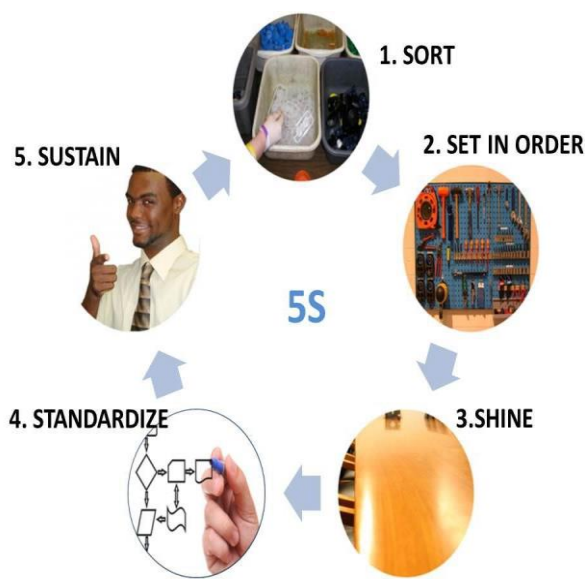 1. SORT
2. SET IN ORDER
3.SHINE
4. STANDARDIZE
5. SUSTAIN
5S